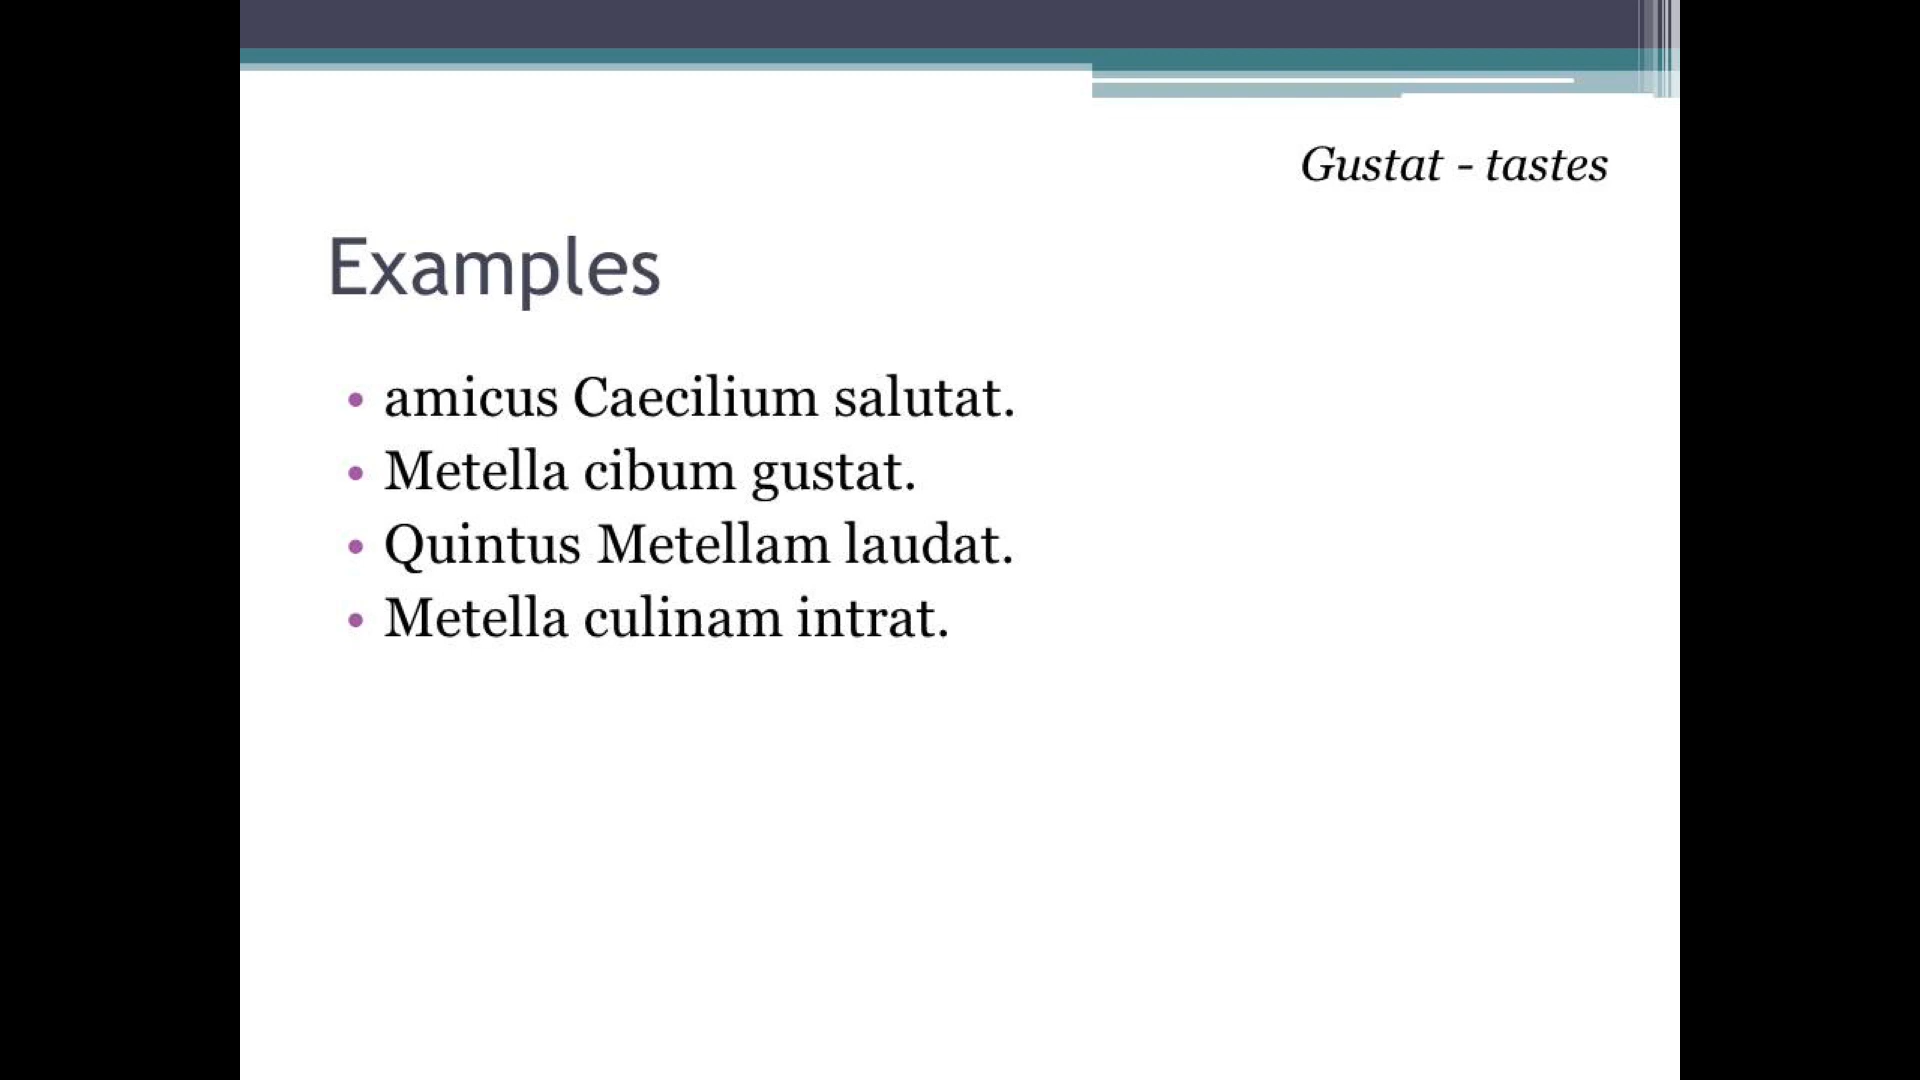 Gustat - tastes
Examples
• amicus Caecilium salutat.
• Metella cibum gustat.
• Quintus Metellam laudat.
• Metella culinam intrat.